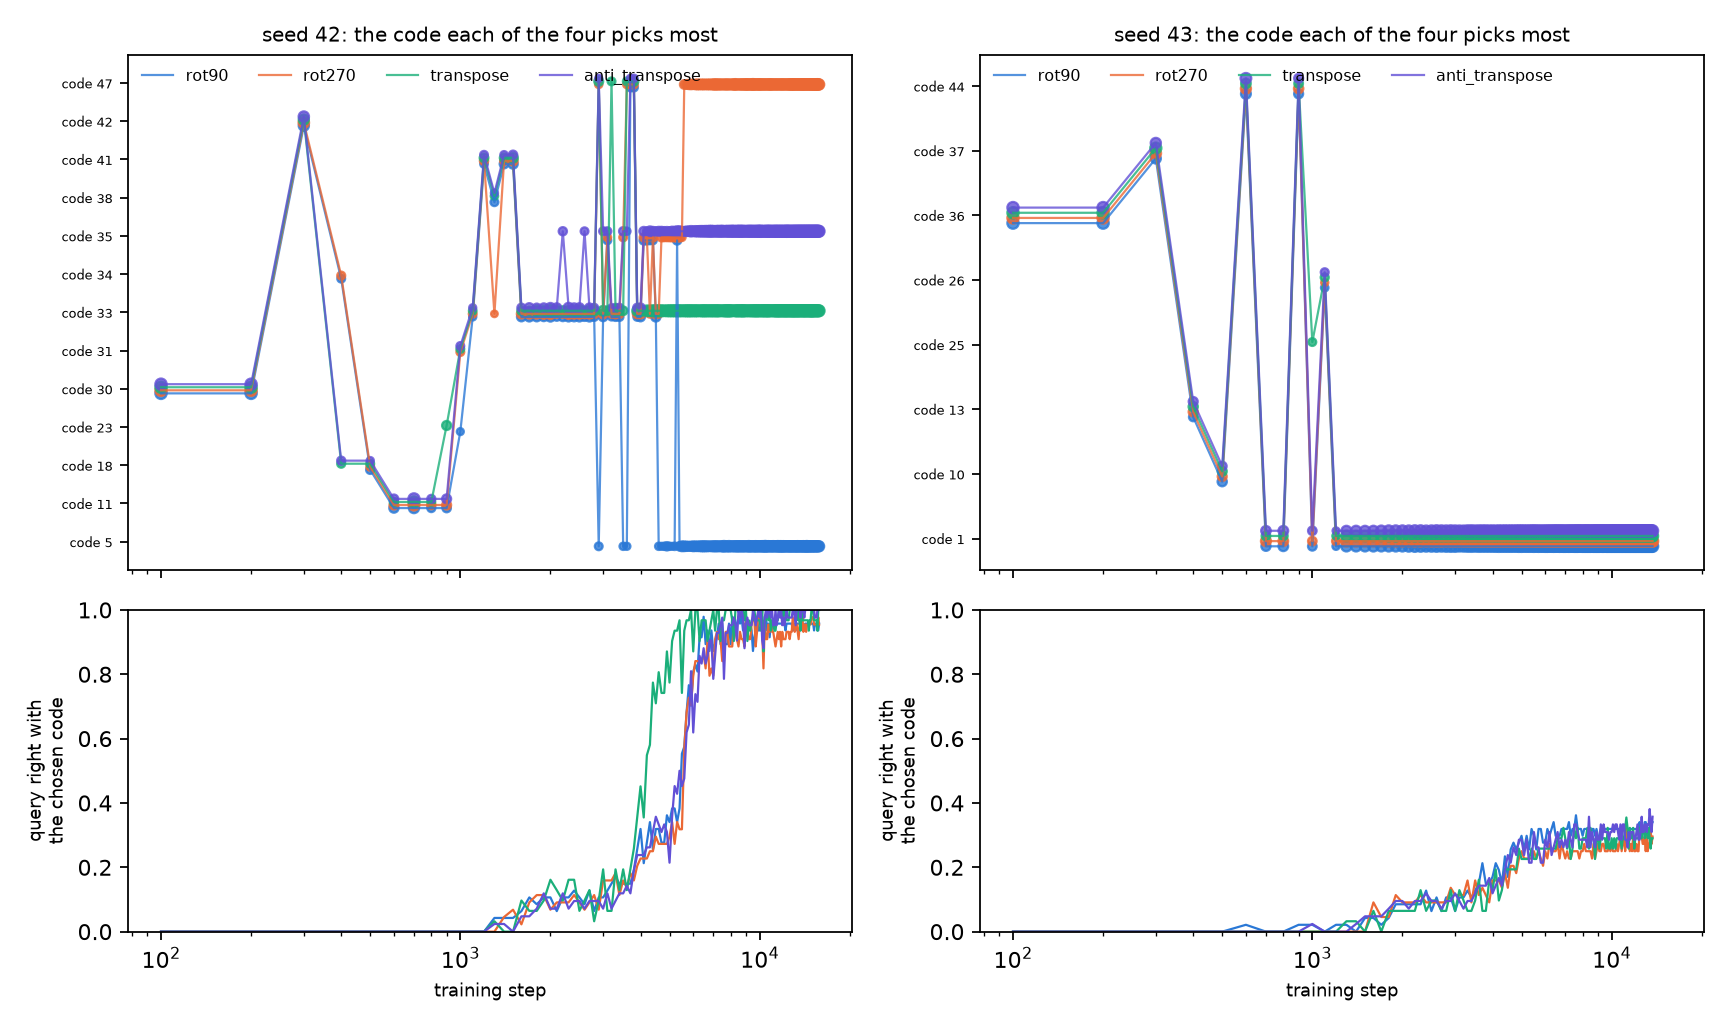 seed 42: the code each of the four picks most
rot90 rot270 transpose anti_transpose
code 47
code 42
code 41
code 38
code 35
code 34
code 33
code 31
code 30
code 23
code 18
code 11
code 5
seed 43: the code each of the four picks most
rot90 rot270 transpose anti_transpose
code 44
code 37
code 36
code 26
code 25
code 13
code 10
code 1
query right with
the chosen code
1.0
0.8
0.6
0.4
0.2
0.0
10² 10³ 10⁴
training step
query right with
the chosen code
1.0
0.8
0.6
0.4
0.2
0.0
10² 10³ 10⁴
training step